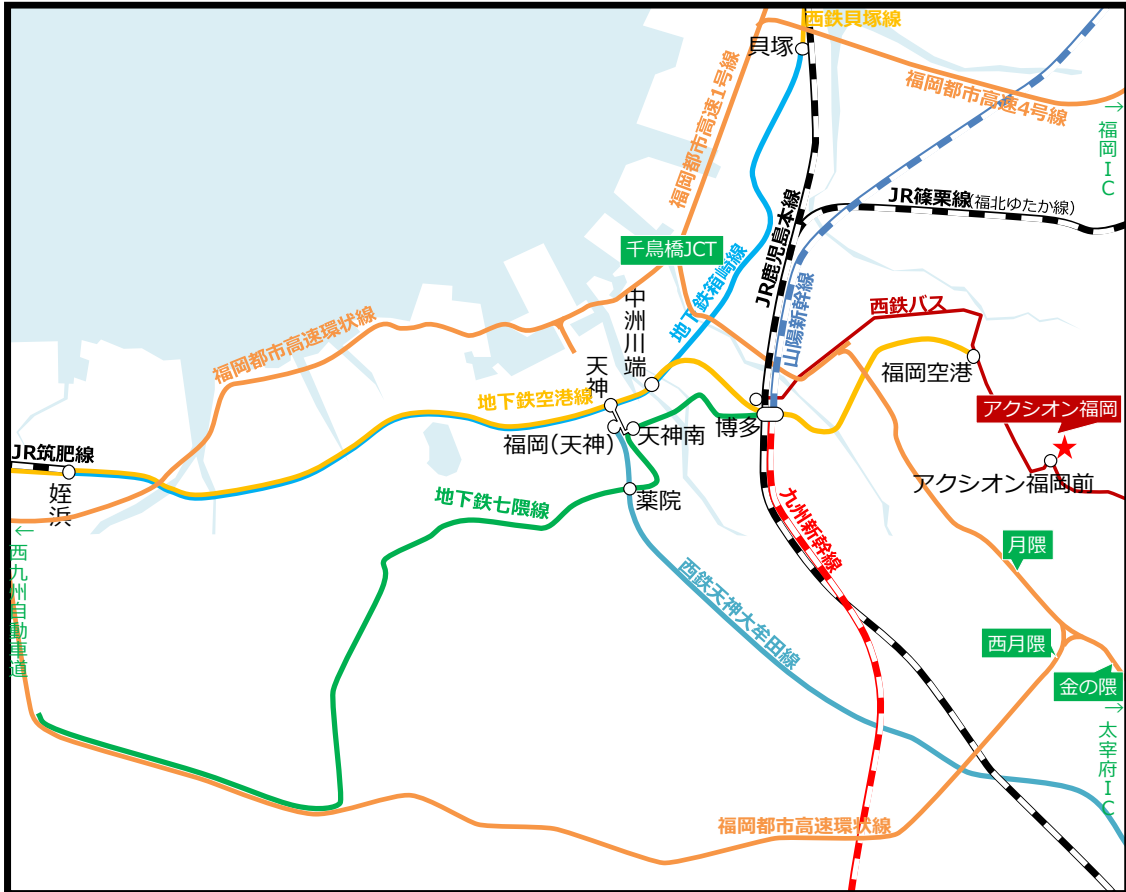 西鉄貝塚線
貝塚
福岡都市高速1号線
福岡都市高速4号線
→福岡IC
JR篠栗線(福北ゆたか線)
JR鹿児島本線
千鳥橋JCT
地下鉄箱崎線
山陽新幹線
中洲川端
西鉄バス
福岡都市高速環状線
天神
福岡空港
地下鉄空港線
アクシオン福岡
福岡(天神)
天神南
博多
JR筑肥線
姪浜
アクシオン福岡前
地下鉄七隈線
薬院
九州新幹線
←西九州自動車道
月隈
西鉄天神大牟田線
西月隈
金の隈
→太宰府IC
福岡都市高速環状線